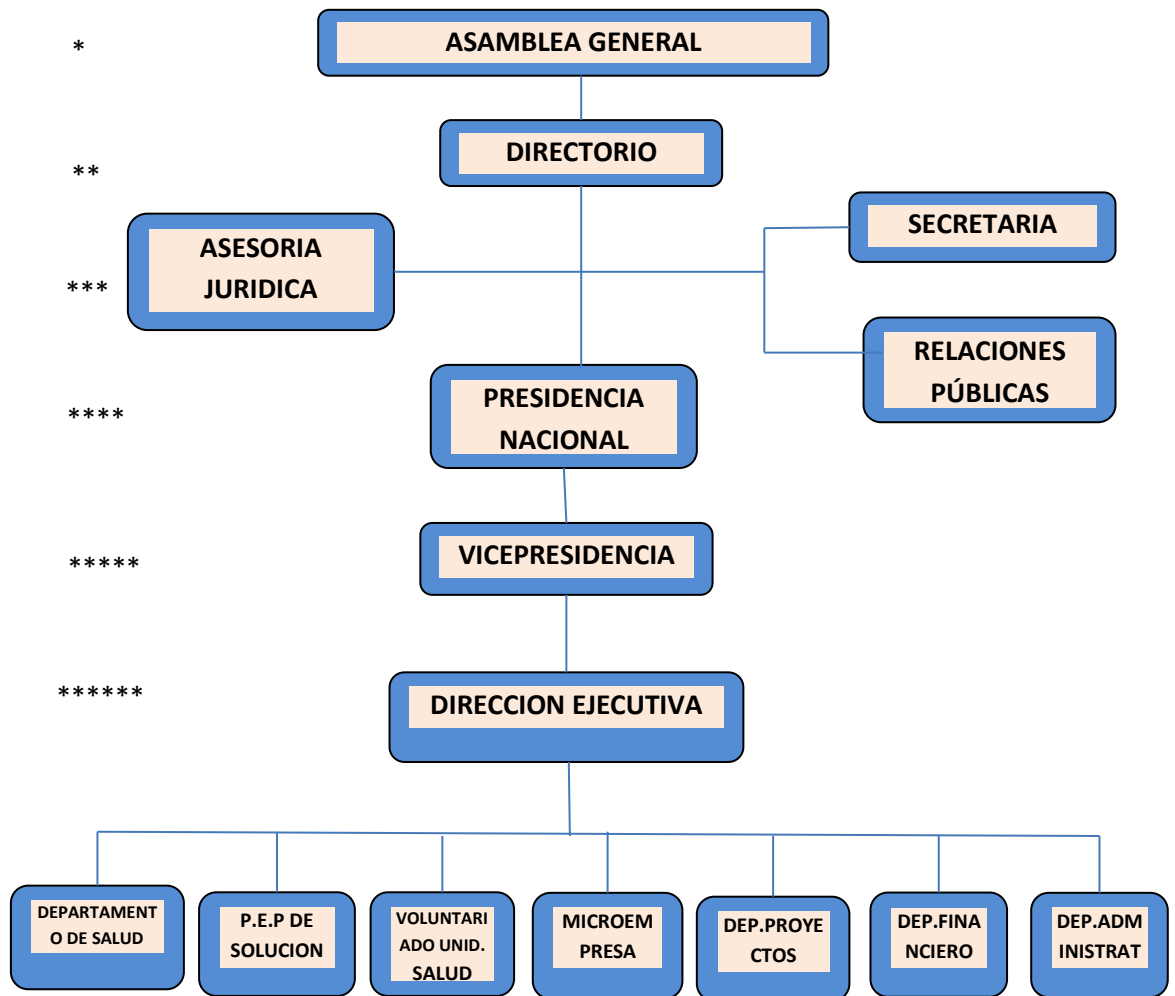 *
ASAMBLEA GENERAL
**
DIRECTORIO
***
ASESORIA
JURIDICA
SECRETARIA
RELACIONES
PÚBLICAS
****
PRESIDENCIA
NACIONAL
*****
VICEPRESIDENCIA
******
DIRECCION EJECUTIVA
DEPARTAMENT
O DE SALUD
P.E.P DE
SOLUCION
VOLUNTARI
ADO UNID.
SALUD
MICROEM
PRESA
DEP.PROYE
CTOS
DEP.FINA
NCIERO
DEP.ADM
INISTRAT